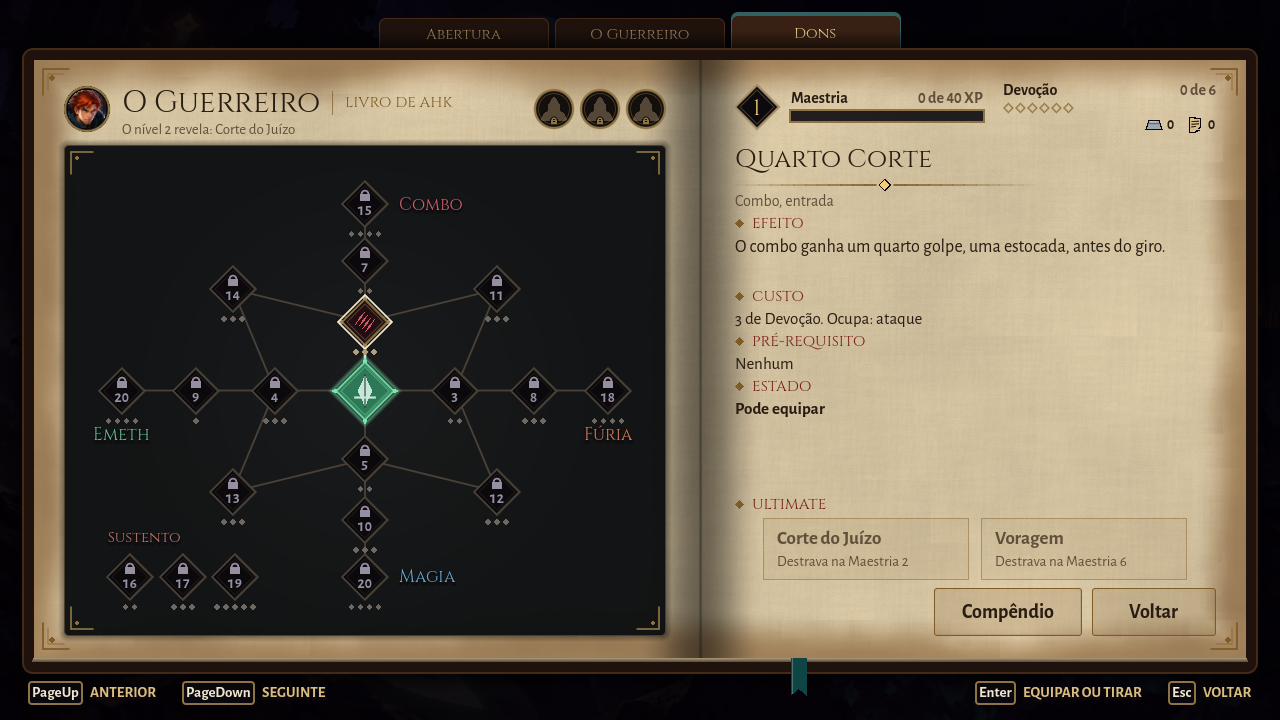 ABERTURA
O GUERREIRO
DONS
O GUERREIRO
LIVRO DE AHK
O nível 2 revela: Corte do Juízo
1
Maestria
0 de 40 XP
Devoção
0 de 6
0
0
QUARTO CORTE
Combo, entrada
EFEITO
O combo ganha um quarto golpe, uma estocada, antes do giro.
CUSTO
3 de Devoção. Ocupa: ataque
PRÉ-REQUISITO
Nenhum
ESTADO
Pode equipar
ULTIMATE
Corte do Juízo
Destrava na Maestria 2
Voragem
Destrava na Maestria 6
Compêndio
Voltar
15
COMBO
7
14
11
20
9
4
3
8
18
EMETH
FÚRIA
5
13
12
10
SUSTENTO
16
17
19
20
MAGIA
PageUp ANTERIOR
PageDown SEGUINTE
Enter EQUIPAR OU TIRAR
Esc VOLTAR